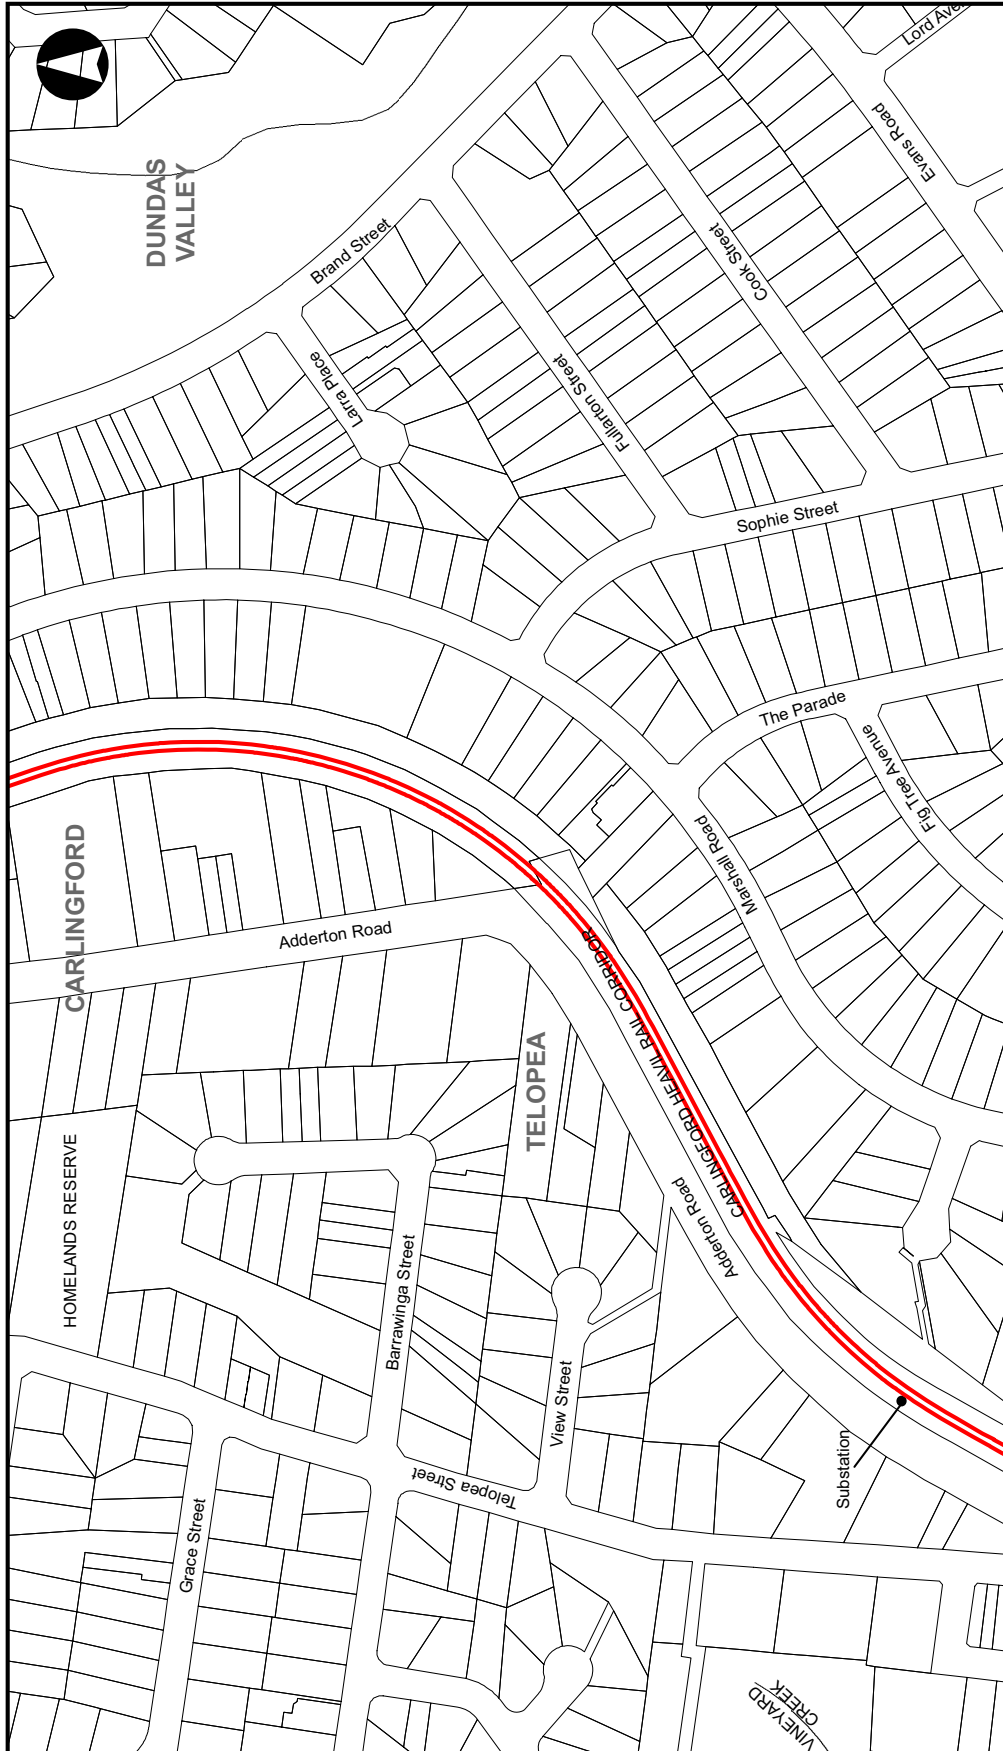 Lord Ave
Evans Road
DUNDAS
VALLEY
Brand Street
Cook Street
Larra Place
Fullarton Street
Sophie Street
The Parade
Fig Tree Avenue
Marshall Road
CARLINGFORD
Adderton Road
CARLINGFORD HEAVIL RAIL CORRIDOR
TELOPEA
HOMELANDS RESERVE
Adderton Road
Barrawinga Street
View Street
Substation
Telopea Street
Grace Street
VINEYARD
CREEK